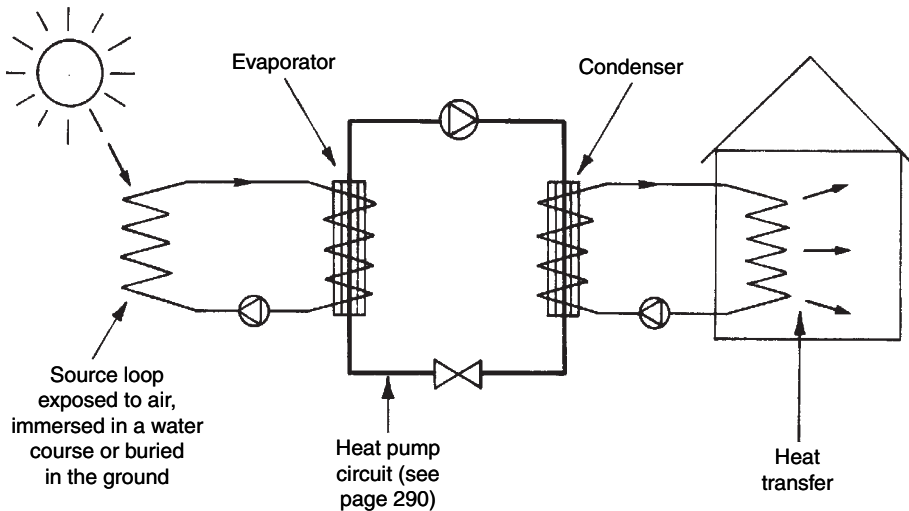 Evaporator
Condenser
Source loop
exposed to air,
immersed in a water
course or buried
in the ground
Heat pump
circuit (see
page 290)
Heat
transfer